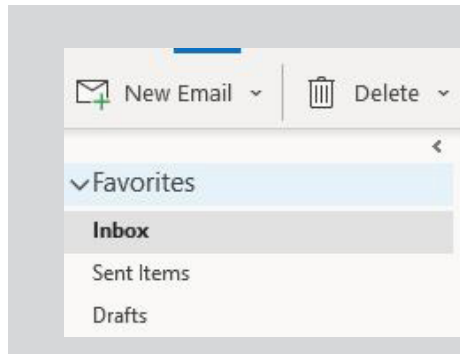 New Email Delete
Favorites
Inbox
Sent Items
Drafts